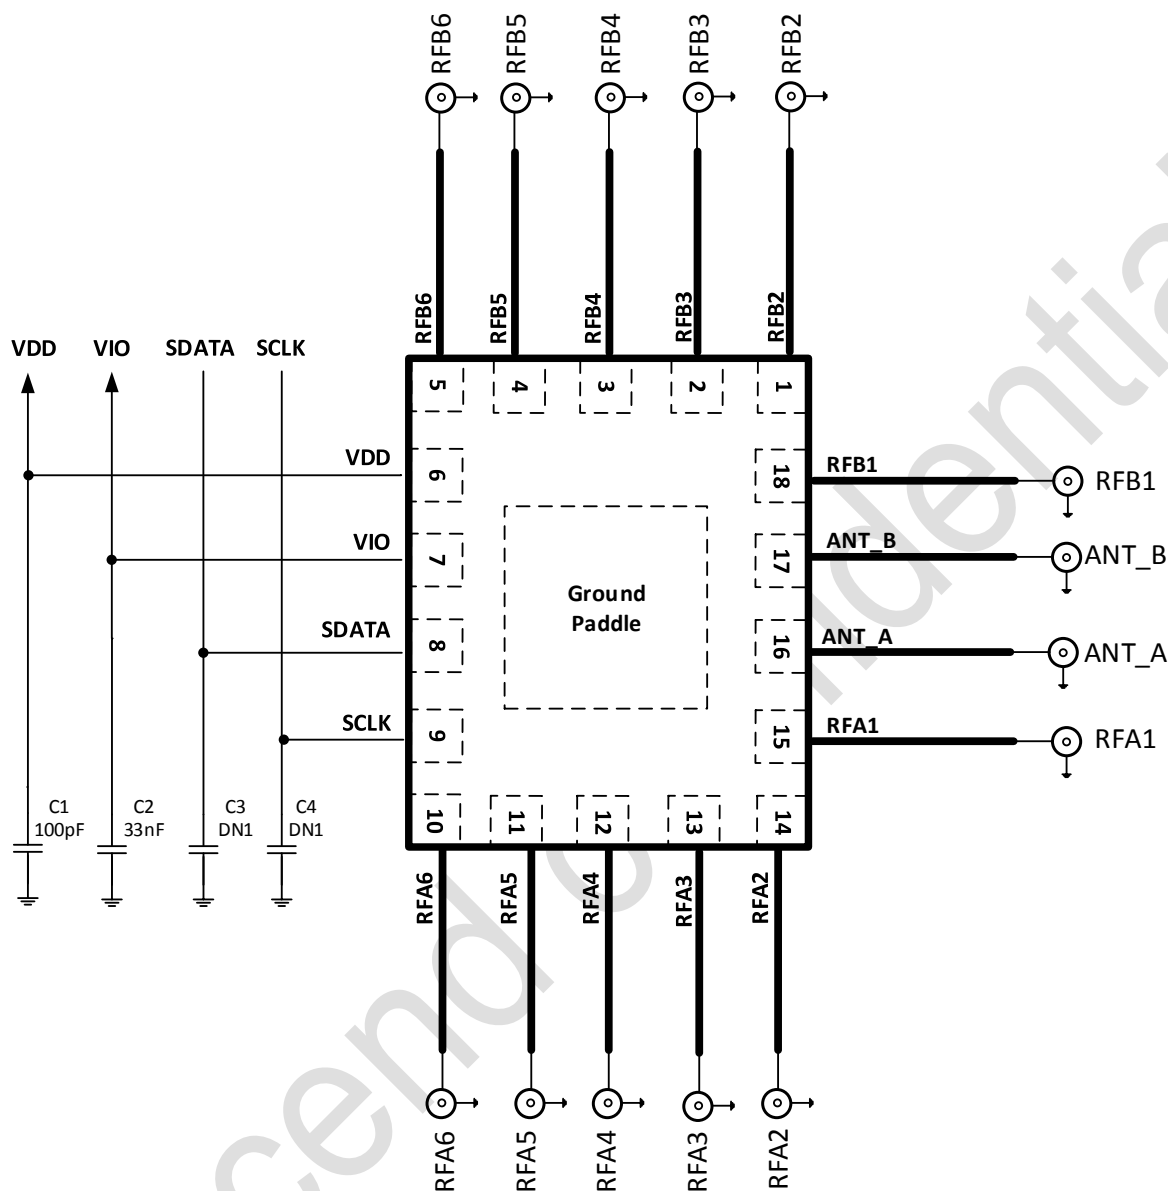 RFB6 RFB5 RFB4 RFB3 RFB2
RFB6 RFB5 RFB4 RFB3 RFB2
VDD VIO SDATA SCLK
5 4 3 2 1
VDD 6
18 RFB1 RFB1
VIO 7
17 ANT_B ANT_B
Ground
Paddle
SDATA 8
16 ANT_A ANT_A
SCLK 9
15 RFA1 RFA1
C1 C2 C3 C4
100pF 33nF DN1 DN1
10 11 12 13 14
RFA6 RFA5 RFA4 RFA3 RFA2
RFA6 RFA5 RFA4 RFA3 RFA2